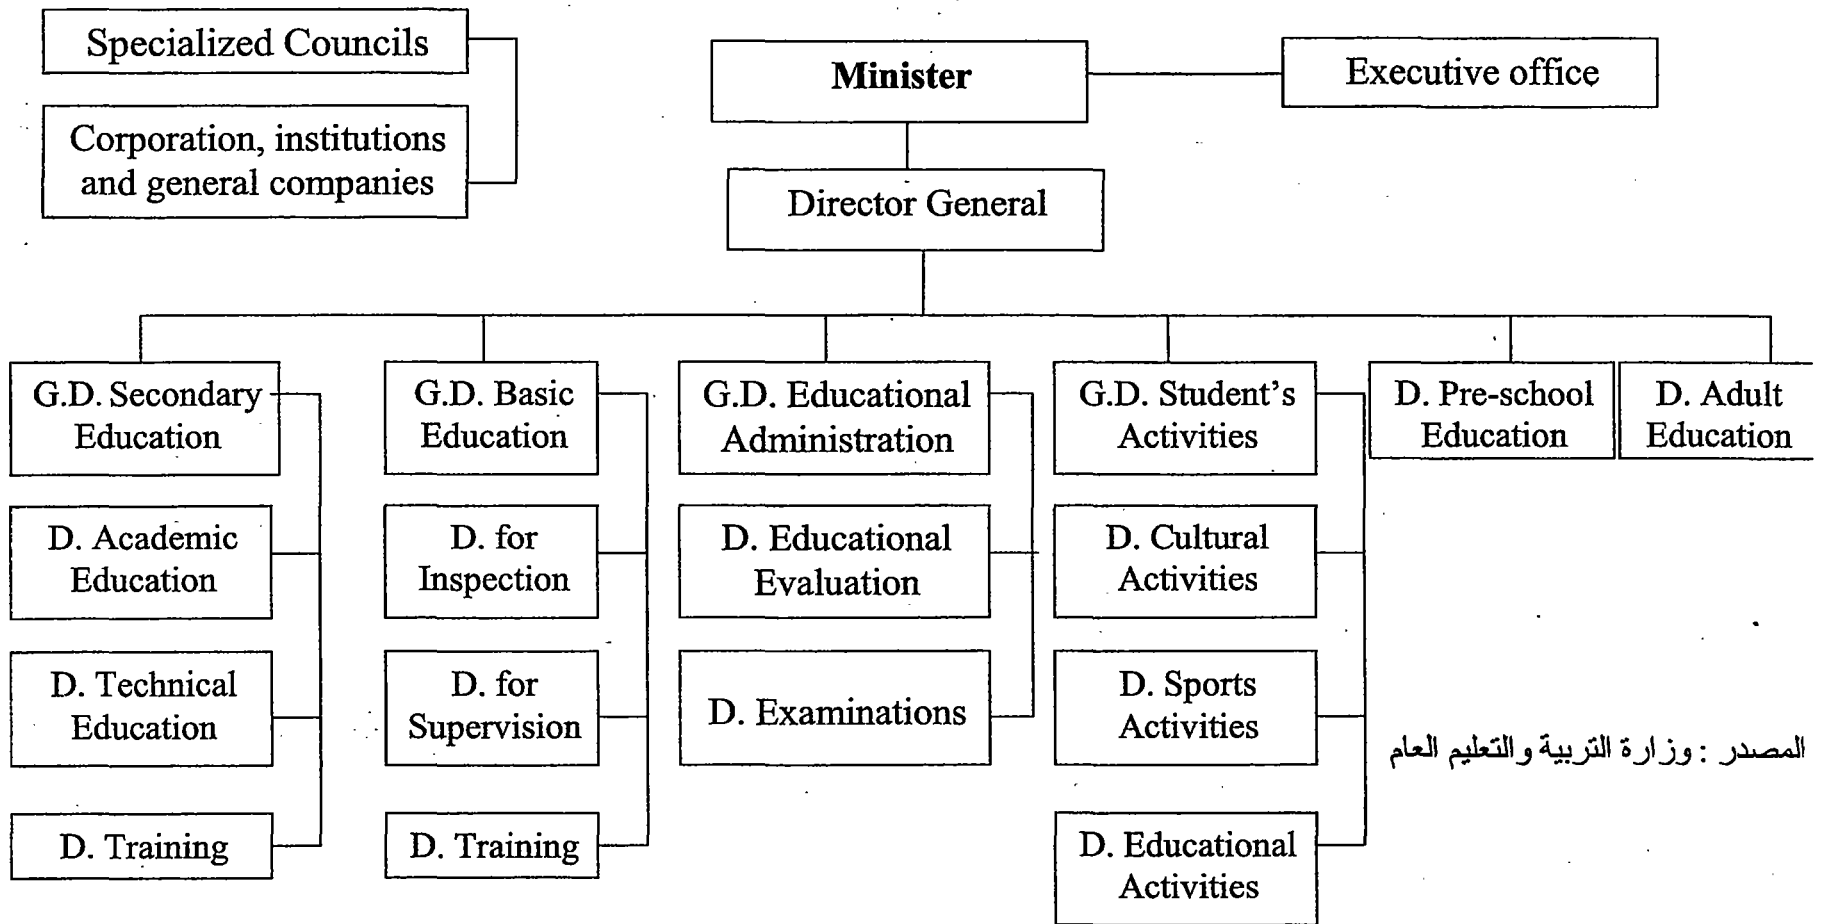 Specialized Councils
Corporation, institutions
and general companies
Minister
Executive office
Director General
G.D. Secondary
Education
D. Academic
Education
D. Technical
Education
D. Training
G.D. Basic
Education
D. for
Inspection
D. for
Supervision
D. Training
G.D. Educational
Administration
D. Educational
Evaluation
D. Examinations
G.D. Student's
Activities
D. Cultural
Activities
D. Sports
Activities
D. Educational
Activities
D. Pre-school
Education
D. Adult
Education
المصدر : وزارة التربية والتعليم العام